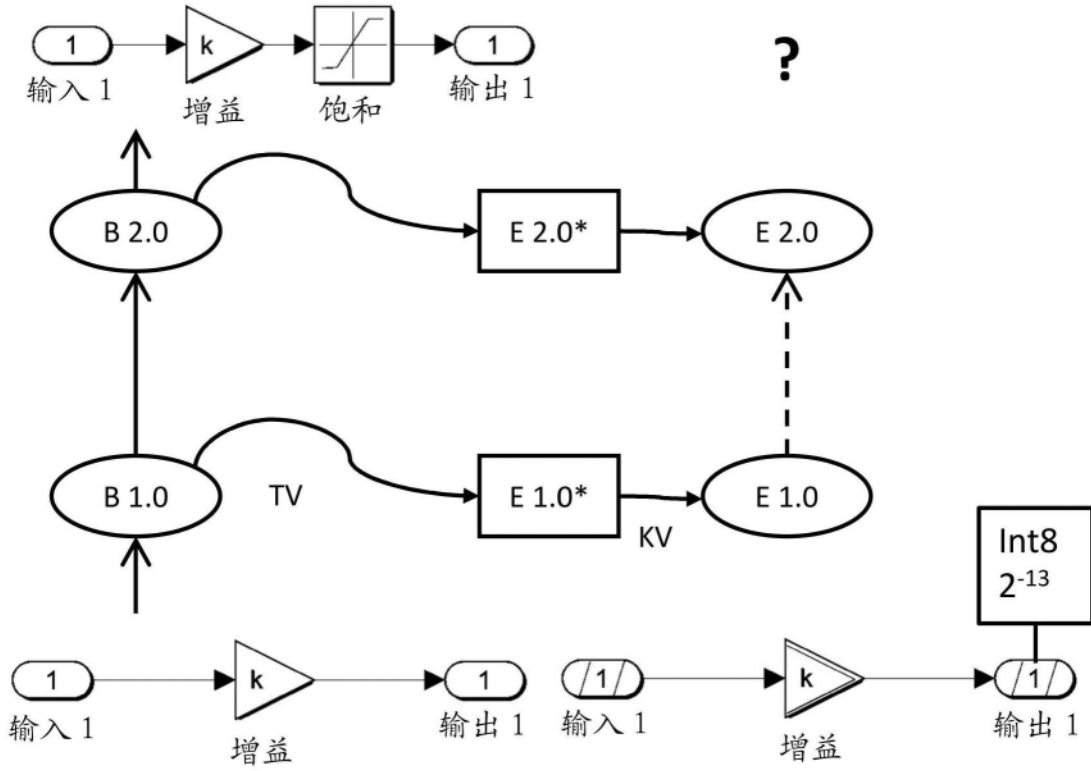 1
k
1
?
输入 1
增益
饱和
输出 1
B 2.0
E 2.0*
E 2.0
B 1.0
TV
E 1.0*
KV
E 1.0
Int8
2⁻¹³
1
k
1
1
k
1
输入 1
增益
输出 1
输入 1
增益
输出 1